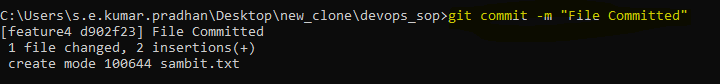 C:\Users\s.e.kumar.pradhan\Desktop\new_clone\devops_sop>git commit -m "File Committed"
[feature4 d902f23] File Committed
 1 file changed, 2 insertions(+)
 create mode 100644 sambit.txt